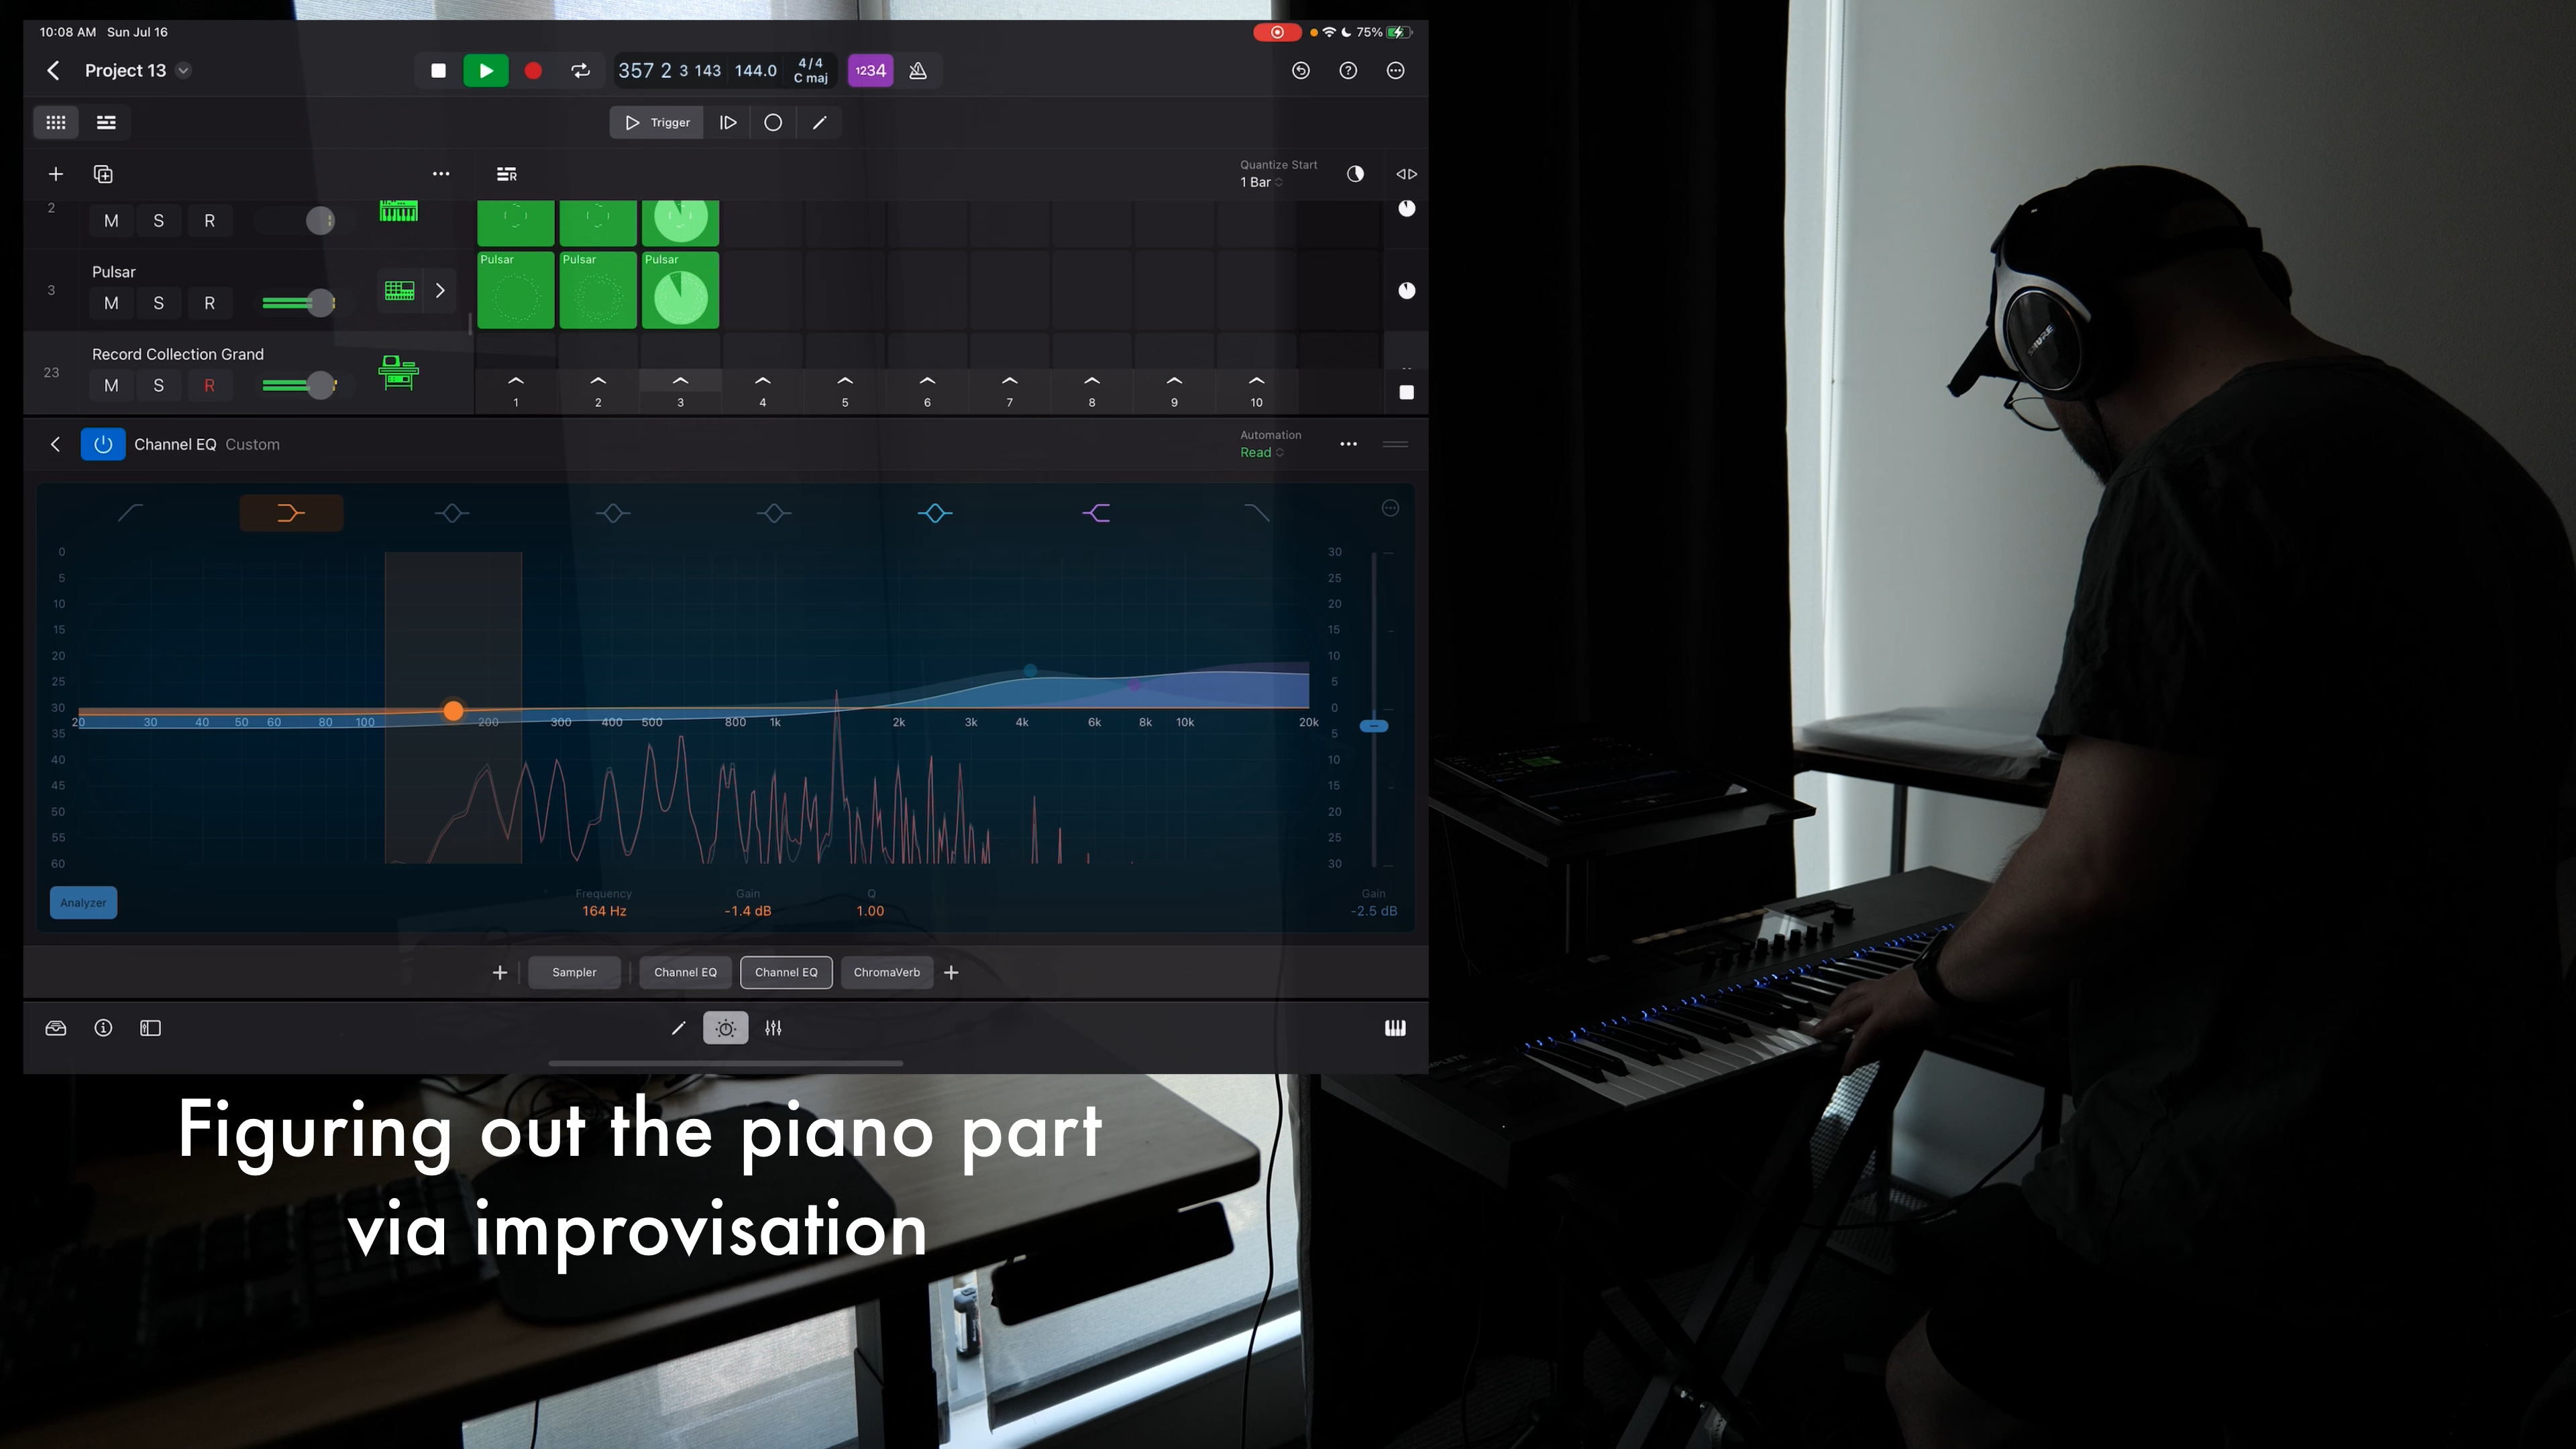 10:08 AM Sun Jul 16
75%
Project 13
357 2 3 143 144.0 4/4 C maj
1234
Trigger
Quantize Start
1 Bar
2
M S R
Pulsar
3
M S R
Pulsar Pulsar Pulsar
Record Collection Grand
23
M S R
1 2 3 4 5 6 7 8 9 10
Channel EQ Custom
Automation
Read
0 30
5 25
10 20
15 15
20 10
25 5
30 0
20 30 40 50 60 80 100 200 300 400 500 800 1k 2k 3k 4k 6k 8k 10k 20k
35 5
40 10
45 15
50 20
55 25
60 30
Analyzer
Frequency Gain Q Gain
164 Hz -1.4 dB 1.00 -2.5 dB
Sampler Channel EQ Channel EQ ChromaVerb
Figuring out the piano part
via improvisation
SHURE